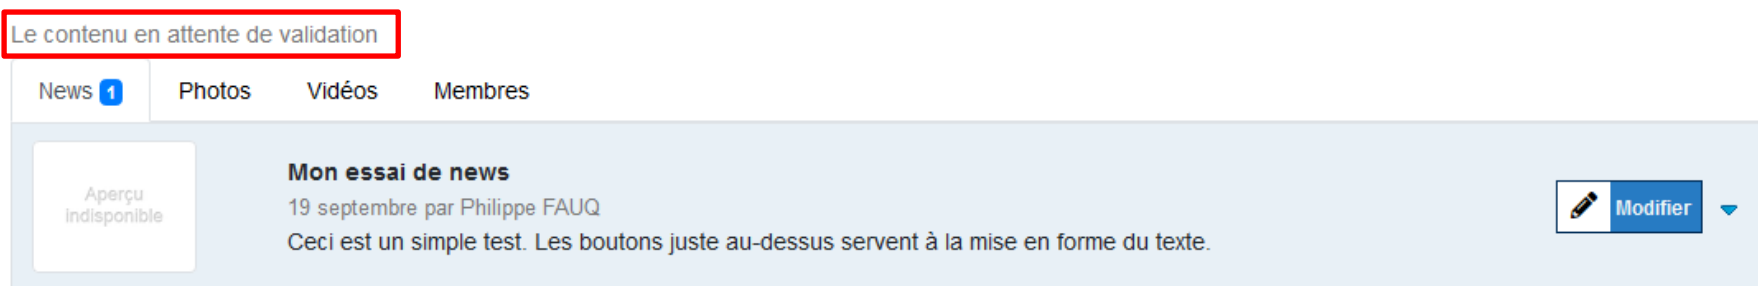 Le contenu en attente de validation
News 1 Photos Vidéos Membres
Aperçu
indisponible
Mon essai de news
19 septembre par Philippe FAUQ
Ceci est un simple test. Les boutons juste au-dessus servent à la mise en forme du texte.
Modifier